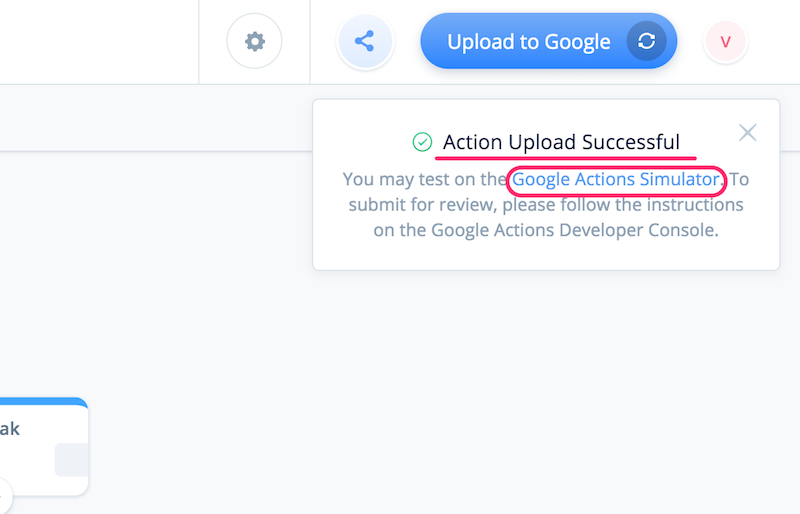 Upload to Google
V
Action Upload Successful
You may test on the Google Actions Simulator. To
submit for review, please follow the instructions
on the Google Actions Developer Console.
ak